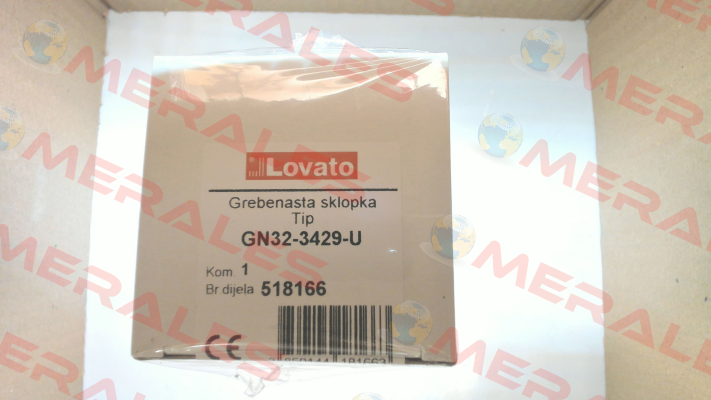 Lovato
Grebenasta sklopka
Tip
GN32-3429-U
Kom. 1
Br dijela 518166
CE
MERALES
MERALES
MERALES
MERALES
MERALES